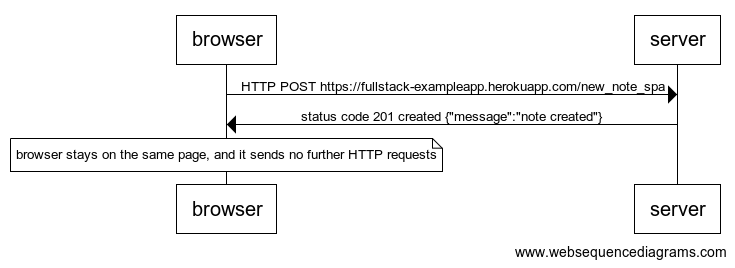 browser server
HTTP POST https://fullstack-exampleapp.herokuapp.com/new_note_spa
status code 201 created {"message":"note created"}
browser stays on the same page, and it sends no further HTTP requests
browser server
www.websequencediagrams.com